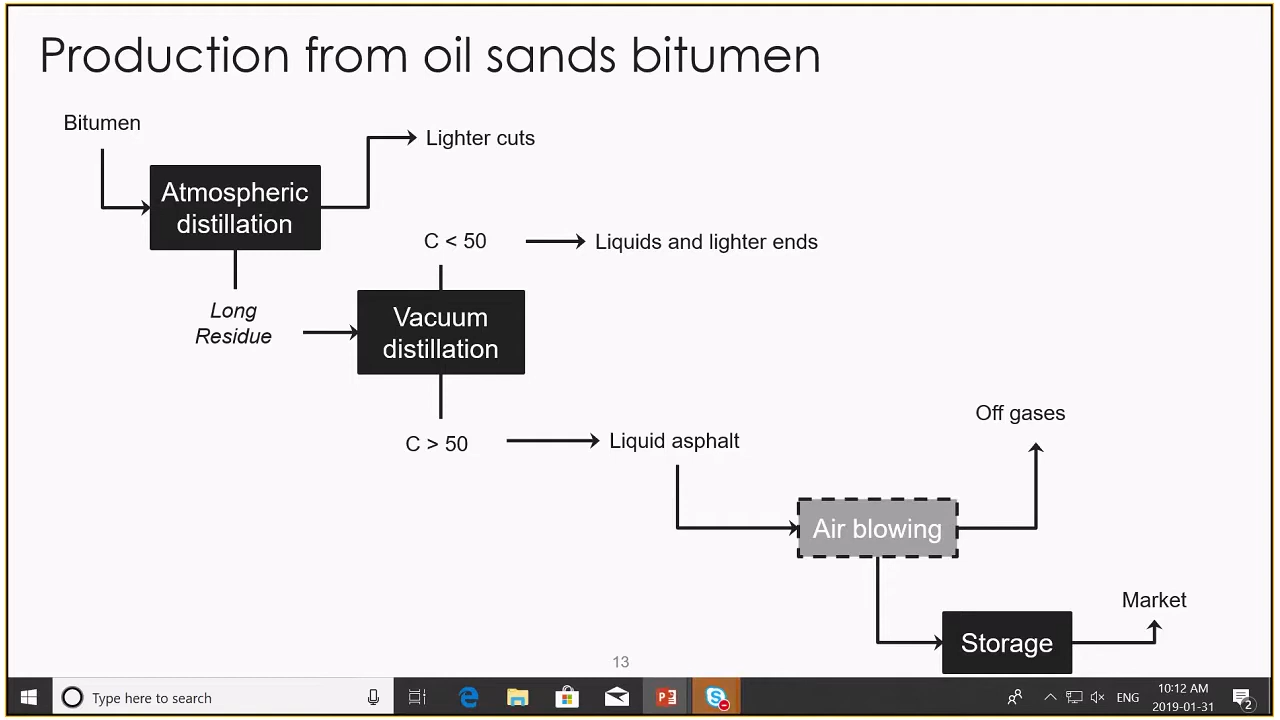 Production from oil sands bitumen
Bitumen
Lighter cuts
Atmospheric
distillation
C < 50
Liquids and lighter ends
Long
Residue
Vacuum
distillation
Off gases
C > 50
Liquid asphalt
Air blowing
Market
Storage
13
Type here to search
ENG
10:12 AM
2019-01-31
2